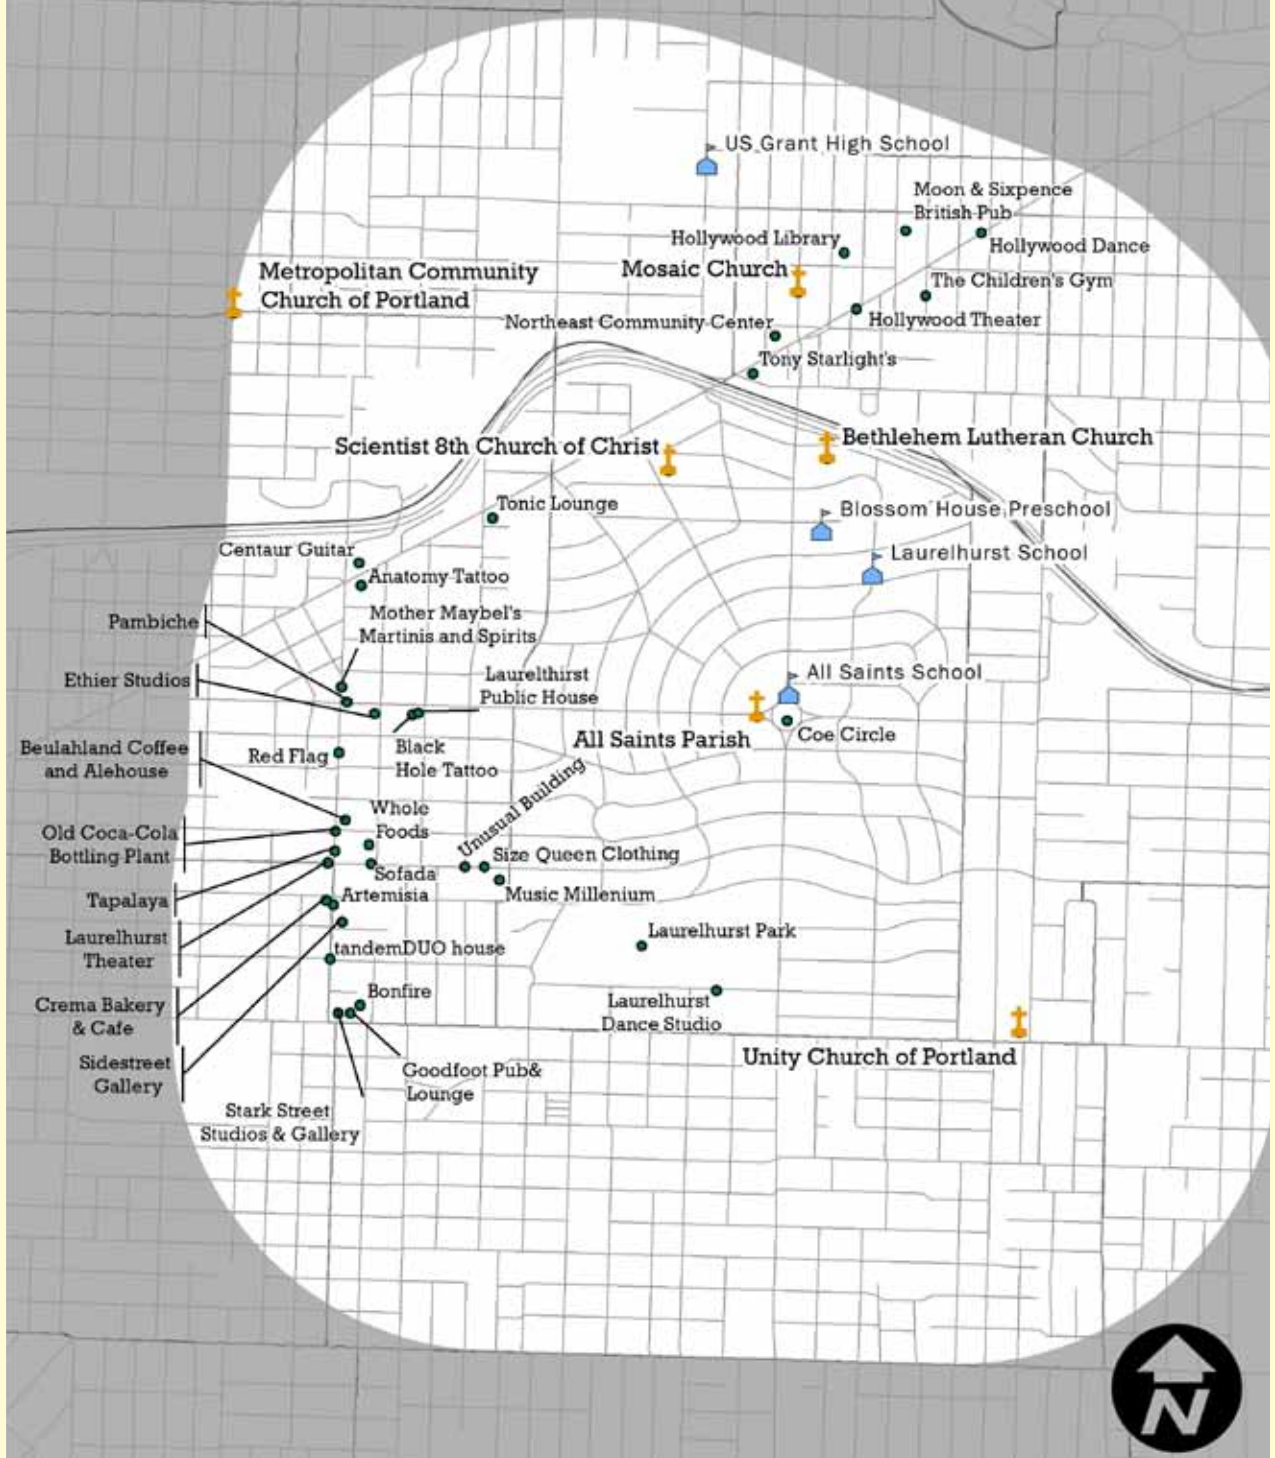 US Grant High School
Moon & Sixpence
British Pub
Hollywood Library
Hollywood Dance
Mosaic Church
Metropolitan Community
Church of Portland
The Children's Gym
Northeast Community Center
Hollywood Theater
Tony Starlight's
Scientist 8th Church of Christ
Bethlehem Lutheran Church
Tonic Lounge
Blossom House Preschool
Centaur Guitar
Laurelhurst School
Anatomy Tattoo
Pambiche
Mother Maybel's
Martinis and Spirits
Ethier Studios
Laurelthirst
Public House
All Saints School
Beulahland Coffee
and Alehouse
Red Flag
Black
Hole Tattoo
All Saints Parish
Coe Circle
Unusual Building
Whole
Foods
Old Coca-Cola
Bottling Plant
Size Queen Clothing
Sofada
Tapalaya
Artemisia
Music Millenium
Laurelhurst
Theater
tandemDUO house
Laurelhurst Park
Crema Bakery
& Cafe
Bonfire
Laurelhurst
Dance Studio
Sidestreet
Gallery
Goodfoot Pub&
Lounge
Unity Church of Portland
Stark Street
Studios & Gallery
N